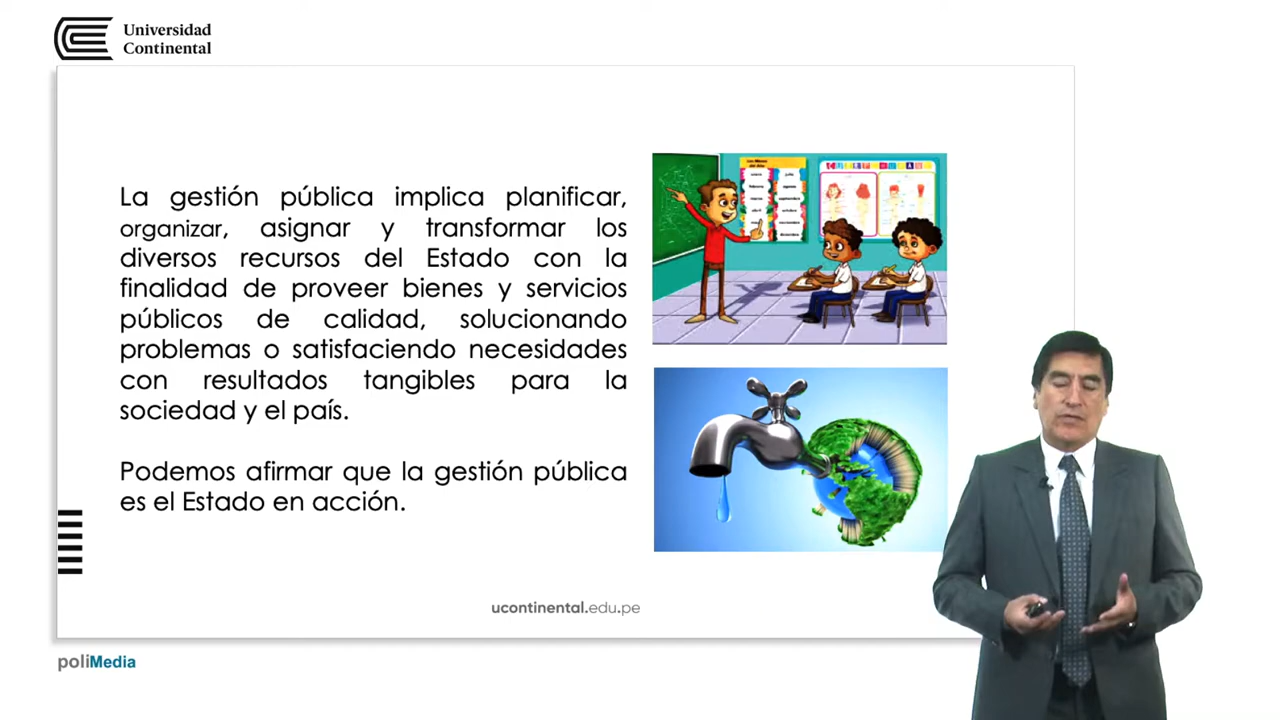 Universidad
Continental
La gestión pública implica planificar,
organizar, asignar y transformar los
diversos recursos del Estado con la
finalidad de proveer bienes y servicios
públicos de calidad, solucionando
problemas o satisfaciendo necesidades
con resultados tangibles para la
sociedad y el país.
Podemos afirmar que la gestión pública
es el Estado en acción.
ucontinental.edu.pe
poliMedia